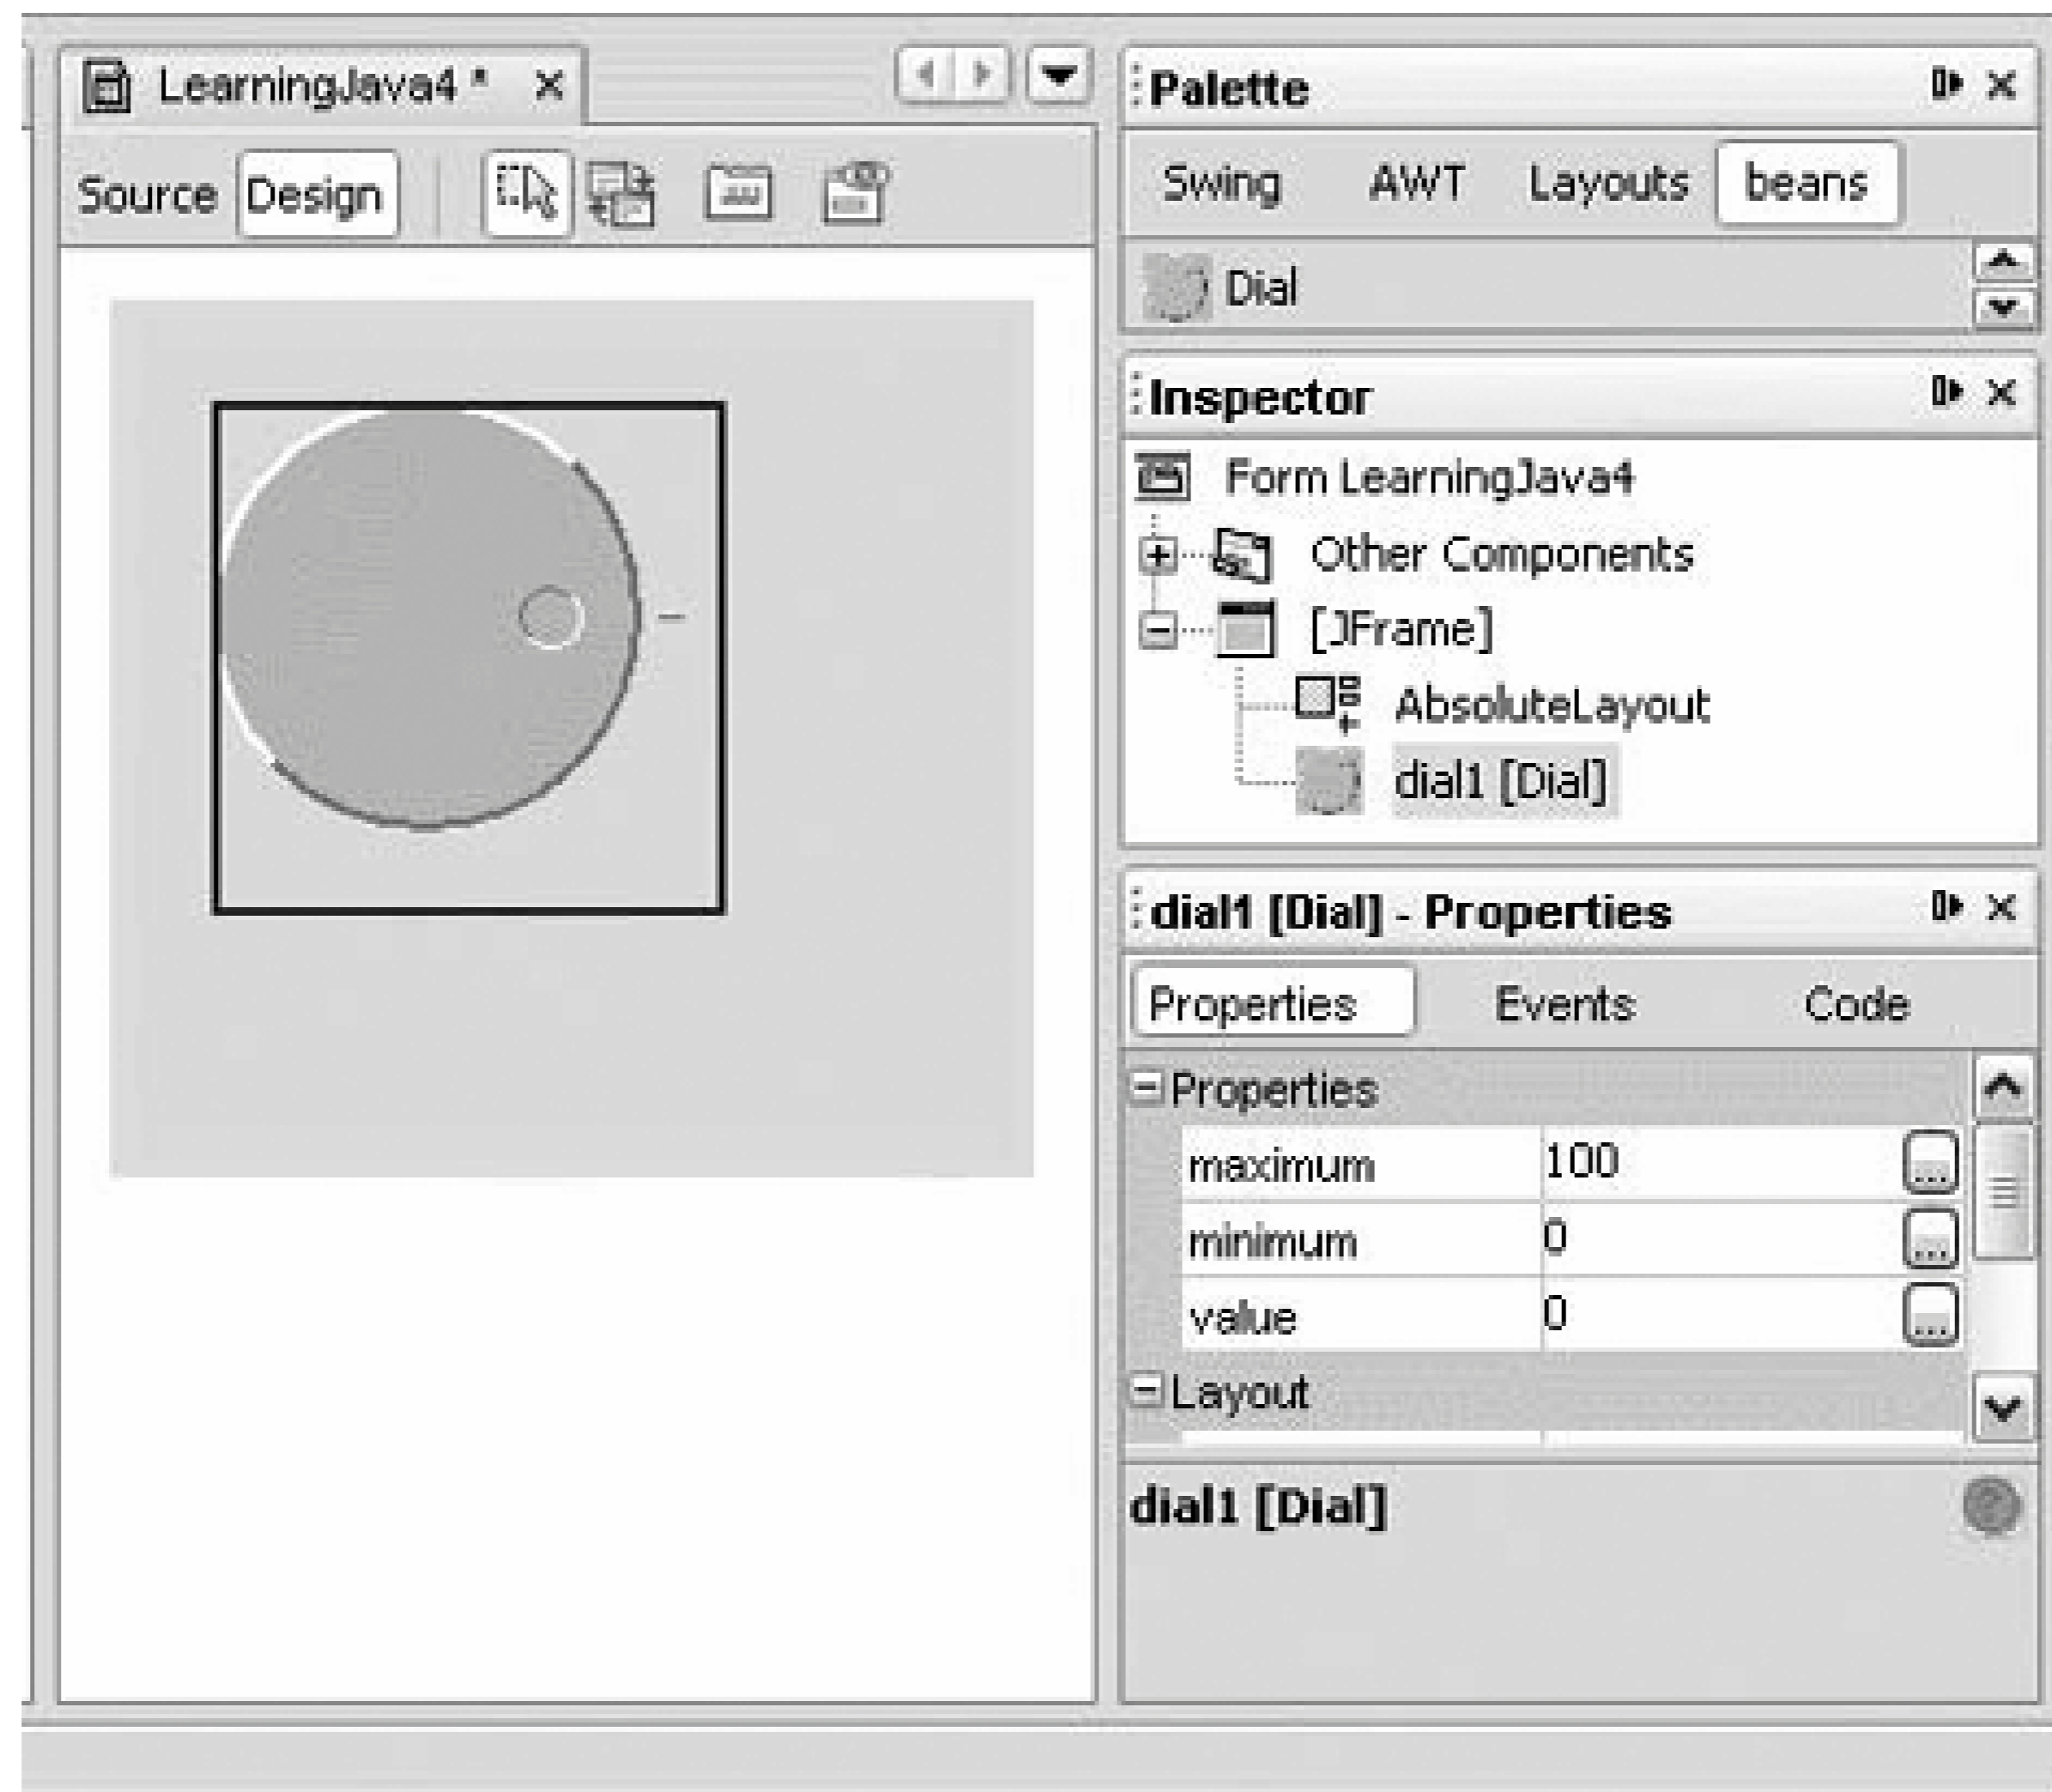 LearningJava4 *
Source Design
Palette
Swing AWT Layouts beans
Dial
Inspector
Form LearningJava4
Other Components
[JFrame]
AbsoluteLayout
dial1 [Dial]
dial1 [Dial] - Properties
Properties Events Code
Properties
maximum 100 ...
minimum 0 ...
value 0 ...
Layout
dial1 [Dial]